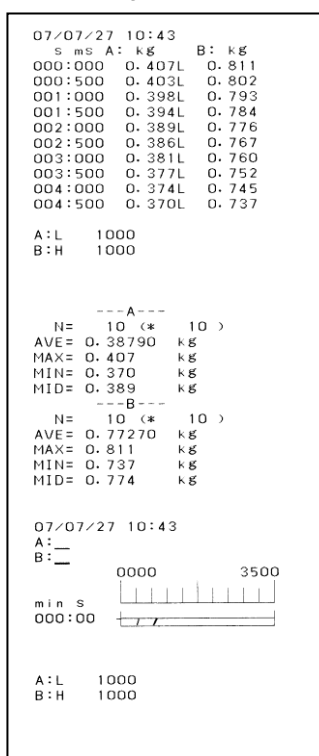 07/07/27 10:43
s ms A: kg B: kg
000:000 0.407L 0.811
000:500 0.403L 0.802
001:000 0.398L 0.793
001:500 0.394L 0.784
002:000 0.389L 0.776
002:500 0.386L 0.767
003:000 0.381L 0.760
003:500 0.377L 0.752
004:000 0.374L 0.745
004:500 0.370L 0.737
A:L 1000
B:H 1000
---A---
N= 10 (* 10 )
AVE= 0.38790 kg
MAX= 0.407 kg
MIN= 0.370 kg
MID= 0.389 kg
---B---
N= 10 (* 10 )
AVE= 0.77270 kg
MAX= 0.811 kg
MIN= 0.737 kg
MID= 0.774 kg
07/07/27 10:43
A:__
B:__
0000 3500
min S
000:00
A:L 1000
B:H 1000